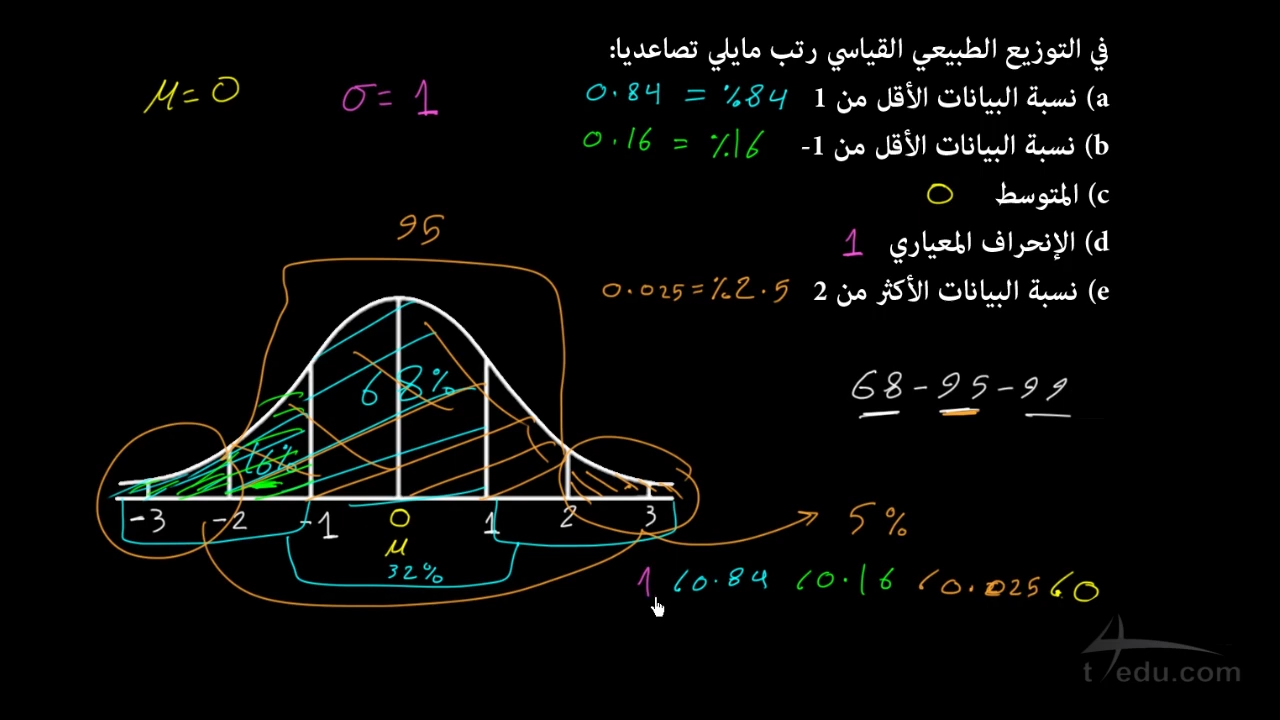 في التوزيع الطبيعي القياسي رتب مايلي تصاعديا:
a) نسبة البيانات الأقل من 1 %84 = 0.84
b) نسبة البيانات الأقل من 1- %16 = 0.16
c) المتوسط 0
d) الإنحراف المعياري 1
e) نسبة البيانات الأكثر من 2 %2.5 = 0.025
μ = 0
σ = 1
95
68 - 95 - 99
68%
16%
-3 -2 -1 0 1 2 3
μ
32%
5%
1 ، 0.84 ، 0.16 ، 0.025 ، 0
t4edu.com